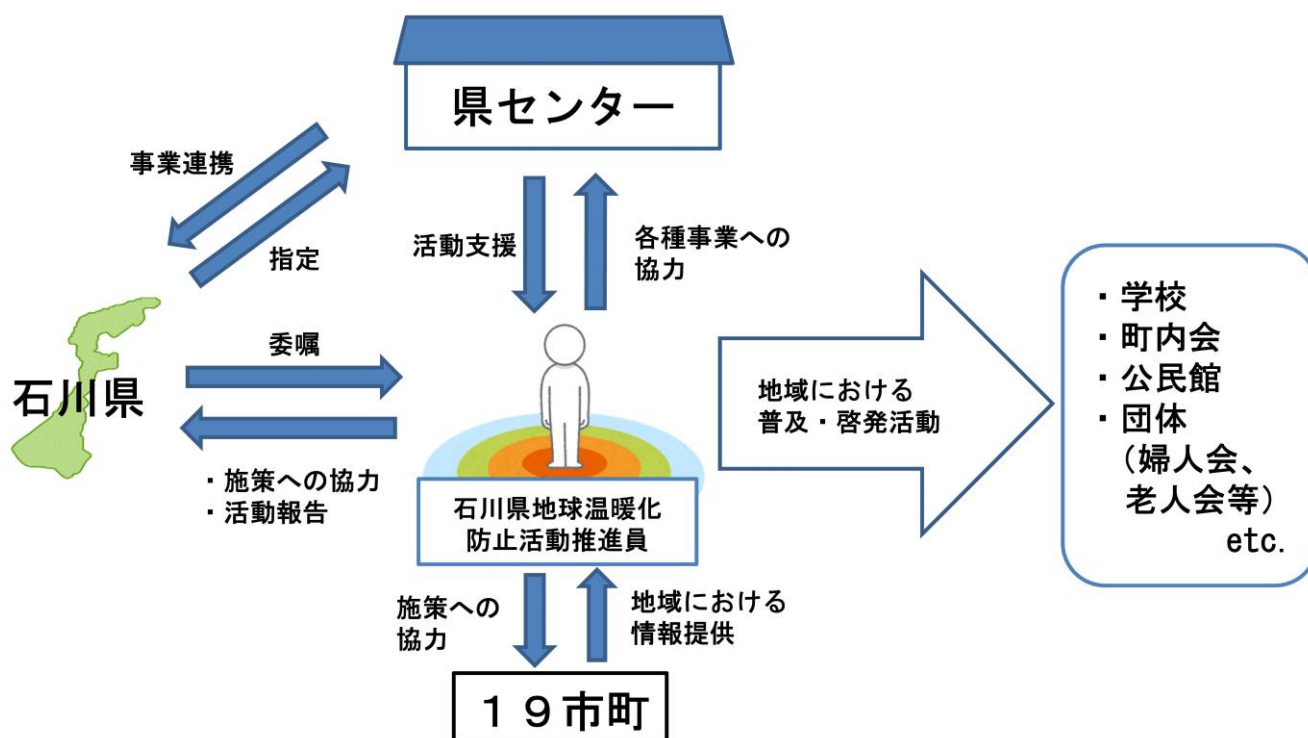 県センター
事業連携
指定
活動支援
各種事業への
協力
石川県
委嘱
・施策への協力
・活動報告
石川県地球温暖化
防止活動推進員
地域における
普及・啓発活動
・学校
・町内会
・公民館
・団体
（婦人会、
老人会等）
etc.
施策への
協力
地域における
情報提供
１９市町